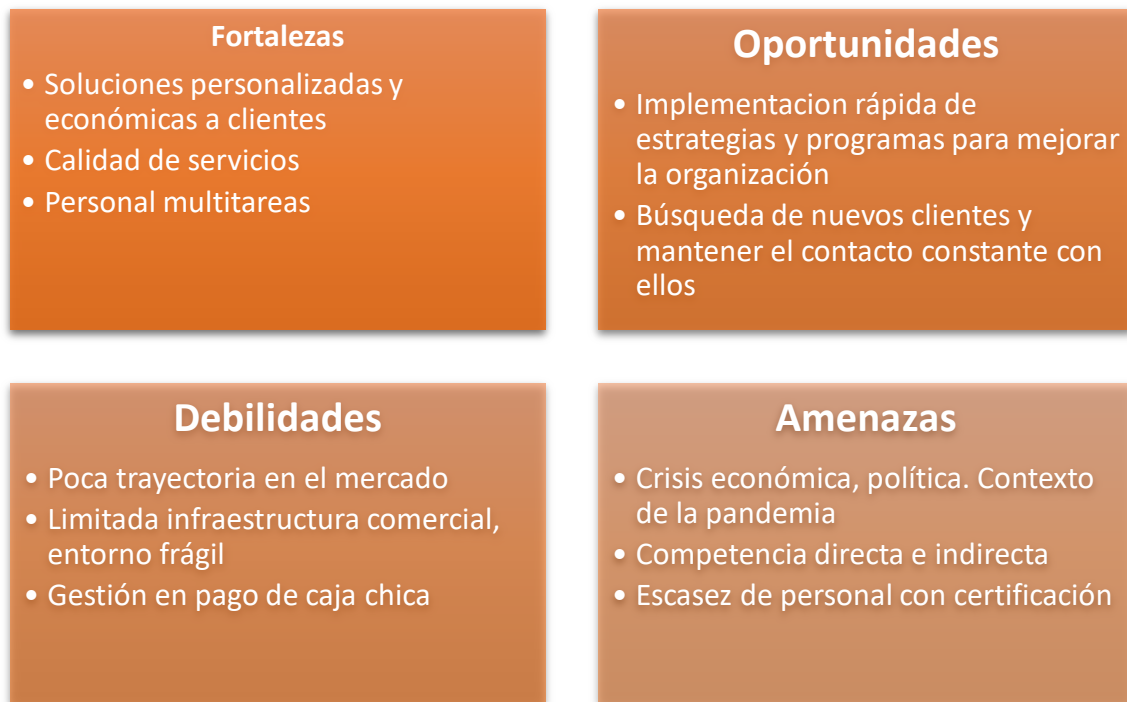 Fortalezas
• Soluciones personalizadas y
económicas a clientes
• Calidad de servicios
• Personal multitareas
Oportunidades
• Implementacion rápida de
estrategias y programas para mejorar
la organización
• Búsqueda de nuevos clientes y
mantener el contacto constante con
ellos
Debilidades
• Poca trayectoria en el mercado
• Limitada infraestructura comercial,
entorno frágil
• Gestión en pago de caja chica
Amenazas
• Crisis económica, política. Contexto
de la pandemia
• Competencia directa e indirecta
• Escasez de personal con certificación